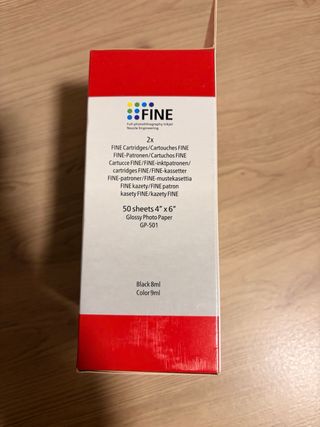 FINE
Full-photolithography Inkjet
Nozzle Engineering
2x
FINE Cartridges/Cartouches FINE
FINE-Patronen/Cartuchos FINE
Cartucce FINE/FINE-inktpatronen/
cartridges FINE/FINE-kassetter
FINE-patroner/FINE-mustekasettia
FINE kazety/FINE patron
kasety FINE/kazety FINE
50 sheets 4" x 6"
Glossy Photo Paper
GP-501
Black 8ml
Color 9ml